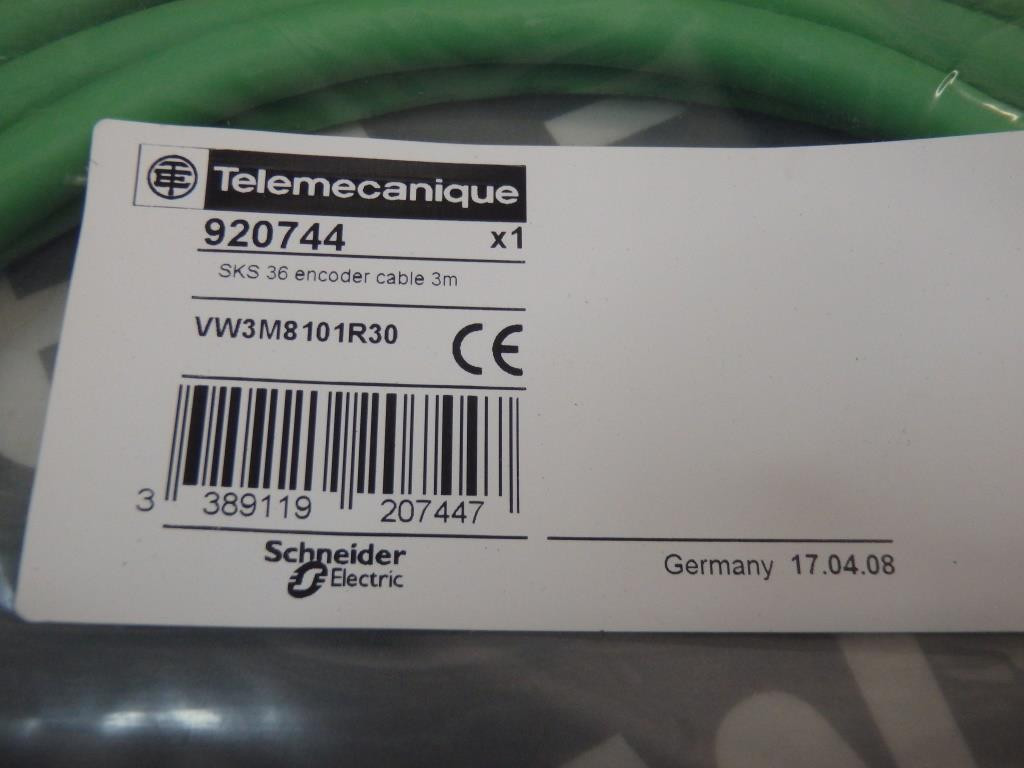 Telemecanique
920744 x1
SKS 36 encoder cable 3m
VW3M8101R30 CE
3 389119 207447
Schneider
Electric
Germany 17.04.08